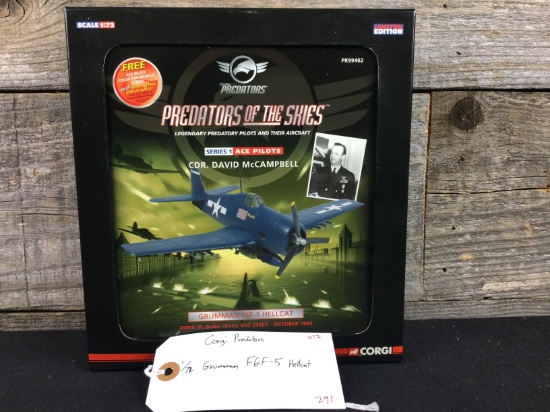 SCALE 1:72
LIMITED EDITION
FREE
PREDATORS
PR99402
PREDATORS OF THE SKIES™
LEGENDARY PREDATORY PILOTS AND THEIR AIRCRAFT
SERIES 1 ACE PILOTS
CDR. DAVID McCAMPBELL
GRUMMAN F6F-5 HELLCAT
CORGI
Corgi Predators 012
1/72 Grumman F6F-5 Hellcat
291